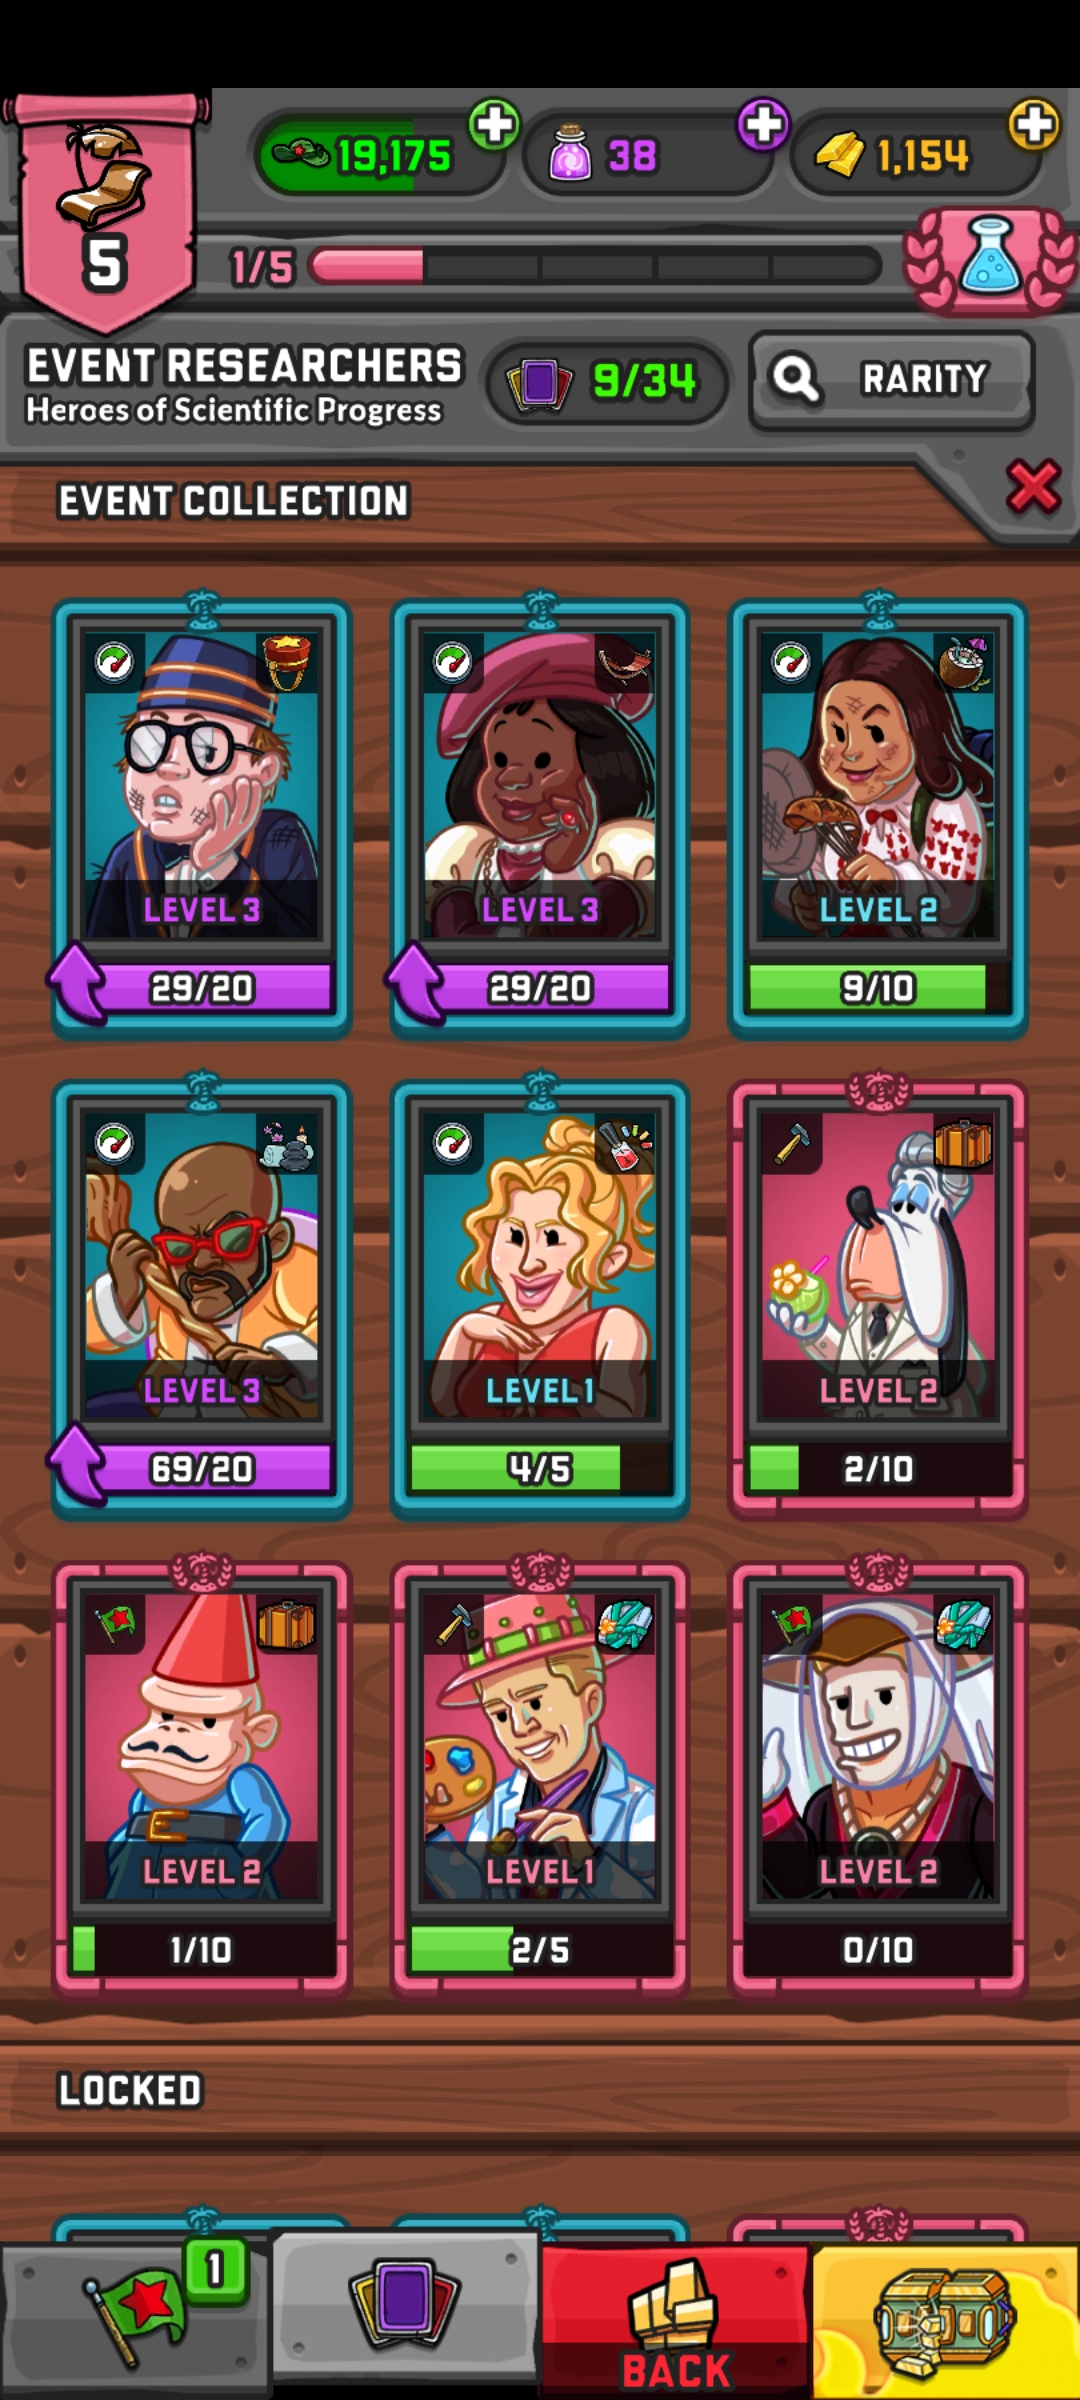 19,175
38
1,154
5
1/5
EVENT RESEARCHERS
Heroes of Scientific Progress
9/34
RARITY
EVENT COLLECTION
LEVEL 3
LEVEL 3
LEVEL 2
29/20
29/20
9/10
LEVEL 3
LEVEL 1
LEVEL 2
69/20
4/5
2/10
LEVEL 2
LEVEL 1
LEVEL 2
1/10
2/5
0/10
LOCKED
1
BACK